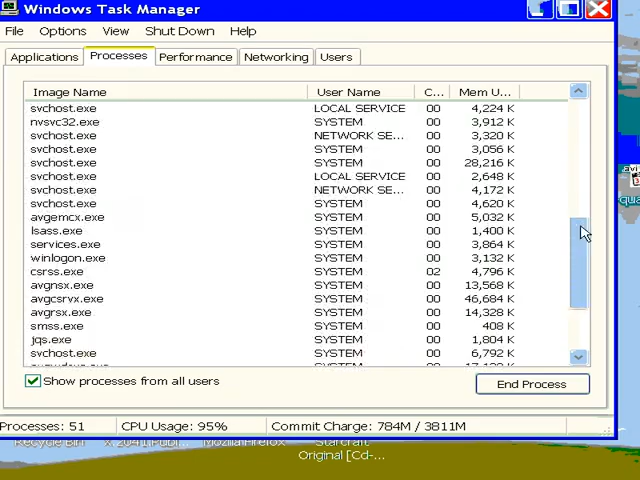 Windows Task Manager
File Options View Shut Down Help
Applications Processes Performance Networking Users
Image Name User Name C... Mem U...
svchost.exe LOCAL SERVICE 00 4,224 K
nvsvc32.exe SYSTEM 00 3,912 K
svchost.exe NETWORK SE... 00 3,320 K
svchost.exe SYSTEM 00 3,056 K
svchost.exe SYSTEM 00 28,216 K
svchost.exe LOCAL SERVICE 00 2,648 K
svchost.exe NETWORK SE... 00 4,172 K
svchost.exe SYSTEM 00 4,620 K
avgemcx.exe SYSTEM 00 5,032 K
lsass.exe SYSTEM 00 1,400 K
services.exe SYSTEM 00 3,864 K
winlogon.exe SYSTEM 00 3,132 K
csrss.exe SYSTEM 02 4,796 K
avgnsx.exe SYSTEM 00 13,568 K
avgcsrvx.exe SYSTEM 00 46,684 K
avgrsx.exe SYSTEM 00 14,328 K
smss.exe SYSTEM 00 408 K
jqs.exe SYSTEM 00 1,804 K
svchost.exe SYSTEM 00 6,792 K
SYSTEM 00
Show processes from all users
End Process
Processes: 51 CPU Usage: 95% Commit Charge: 784M / 3811M
Recycle Bin Mozilla Firefox Starcraft
Original [Cd-...